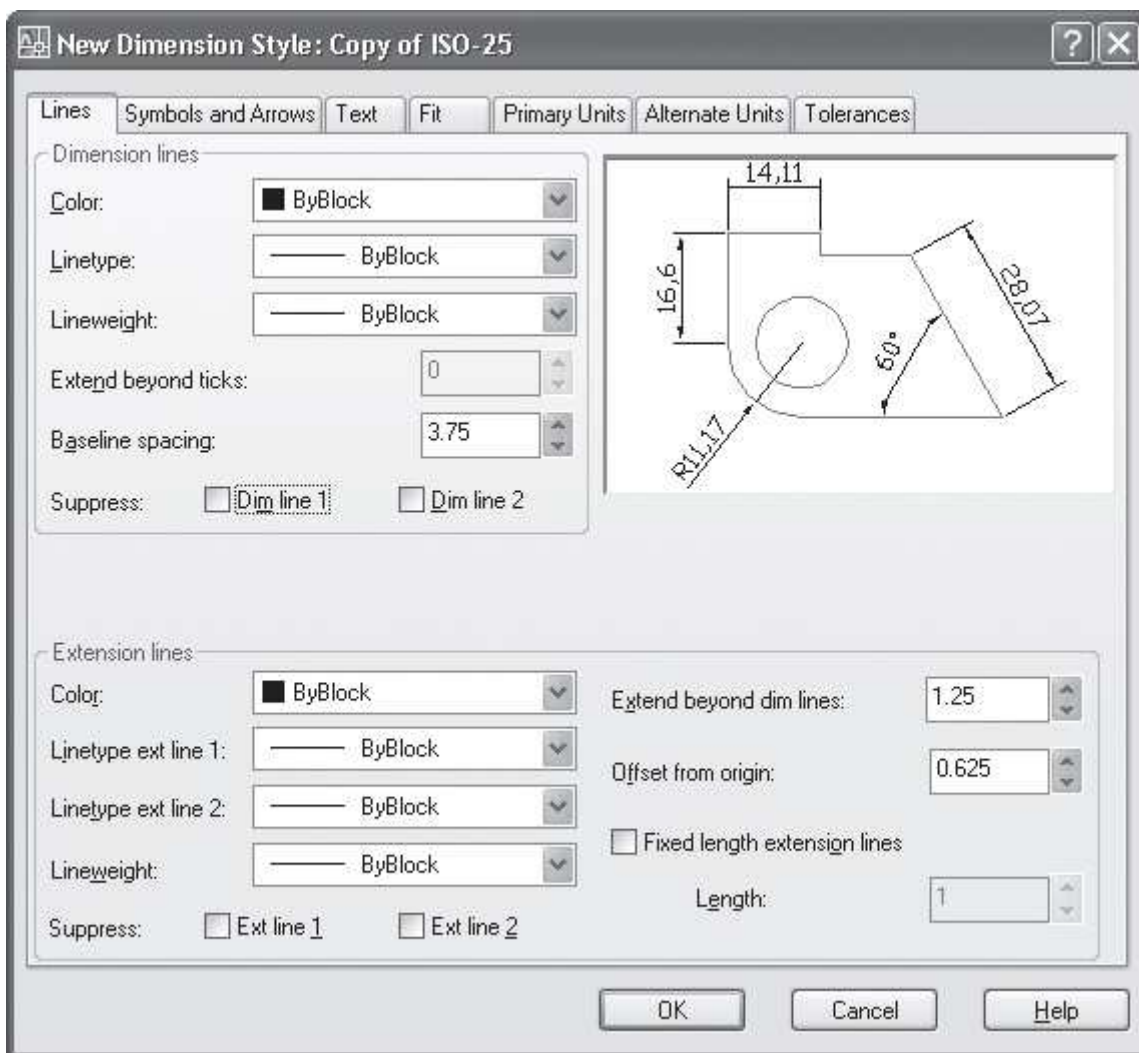 New Dimension Style: Copy of ISO-25
Lines Symbols and Arrows Text Fit Primary Units Alternate Units Tolerances
Dimension lines
Color: ByBlock
Linetype: ByBlock
Lineweight: ByBlock
Extend beyond ticks: 0
Baseline spacing: 3.75
Suppress: Dim line 1 Dim line 2
14,11
16,6
28,07
60°
R11,17
Extension lines
Color: ByBlock
Linetype ext line 1: ByBlock
Linetype ext line 2: ByBlock
Lineweight: ByBlock
Suppress: Ext line 1 Ext line 2
Extend beyond dim lines: 1.25
Offset from origin: 0.625
Fixed length extension lines
Length: 1
OK Cancel Help